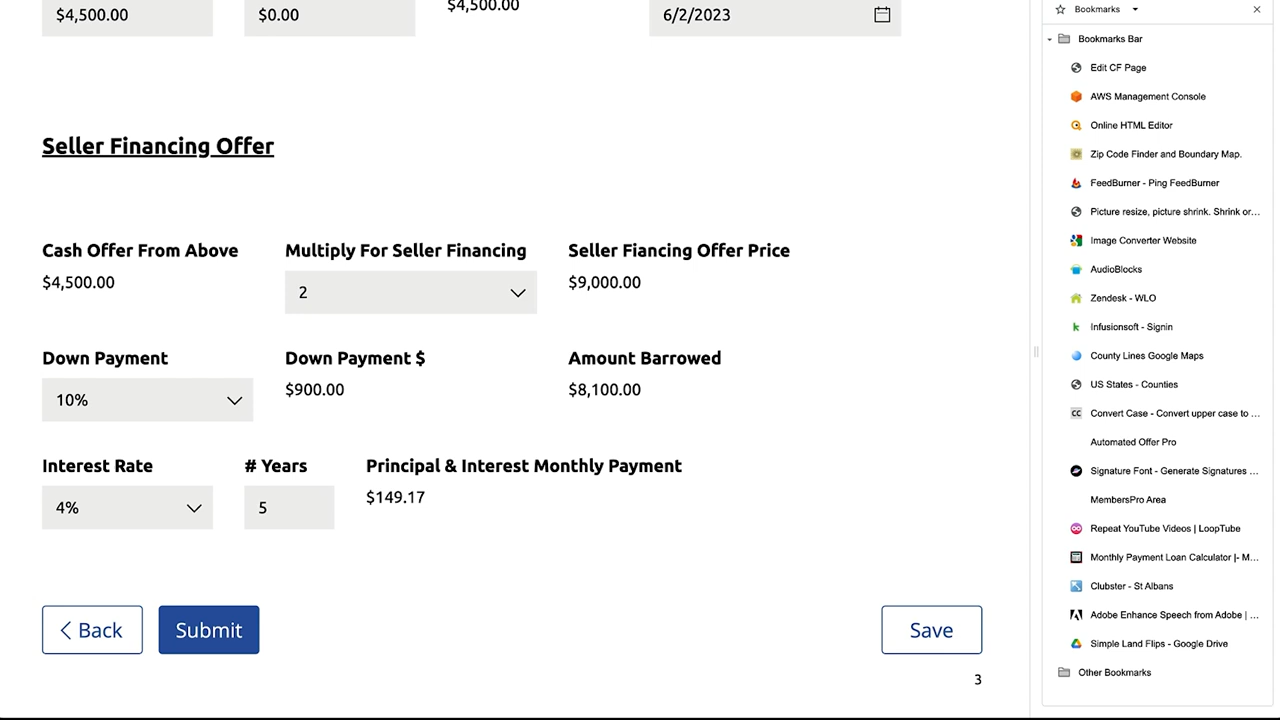 $4,500.00 $0.00 $4,500.00 6/2/2023
Seller Financing Offer
Cash Offer From Above Multiply For Seller Financing Seller Fiancing Offer Price
$4,500.00 2 $9,000.00
Down Payment Down Payment $ Amount Barrowed
10% $900.00 $8,100.00
Interest Rate # Years Principal & Interest Monthly Payment
4% 5 $149.17
Back Submit Save
3
Bookmarks
Bookmarks Bar
Edit CF Page
AWS Management Console
Online HTML Editor
Zip Code Finder and Boundary Map.
FeedBurner - Ping FeedBurner
Picture resize, picture shrink. Shrink or...
Image Converter Website
AudioBlocks
Zendesk - WLO
k Infusionsoft - Signin
County Lines Google Maps
US States - Counties
CC Convert Case - Convert upper case to ...
Automated Offer Pro
Signature Font - Generate Signatures ...
MembersPro Area
Repeat YouTube Videos | LoopTube
Monthly Payment Loan Calculator |- M...
Clubster - St Albans
Adobe Enhance Speech from Adobe | ...
Simple Land Flips - Google Drive
Other Bookmarks